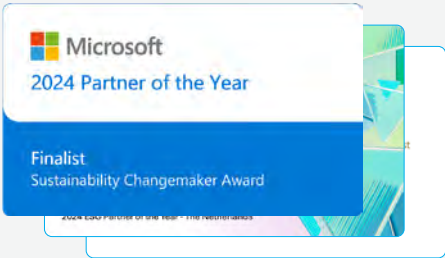 Microsoft
2024 Partner of the Year
Finalist
Sustainability Changemaker Award
2024 ESG Partner of the Year - The Netherlands